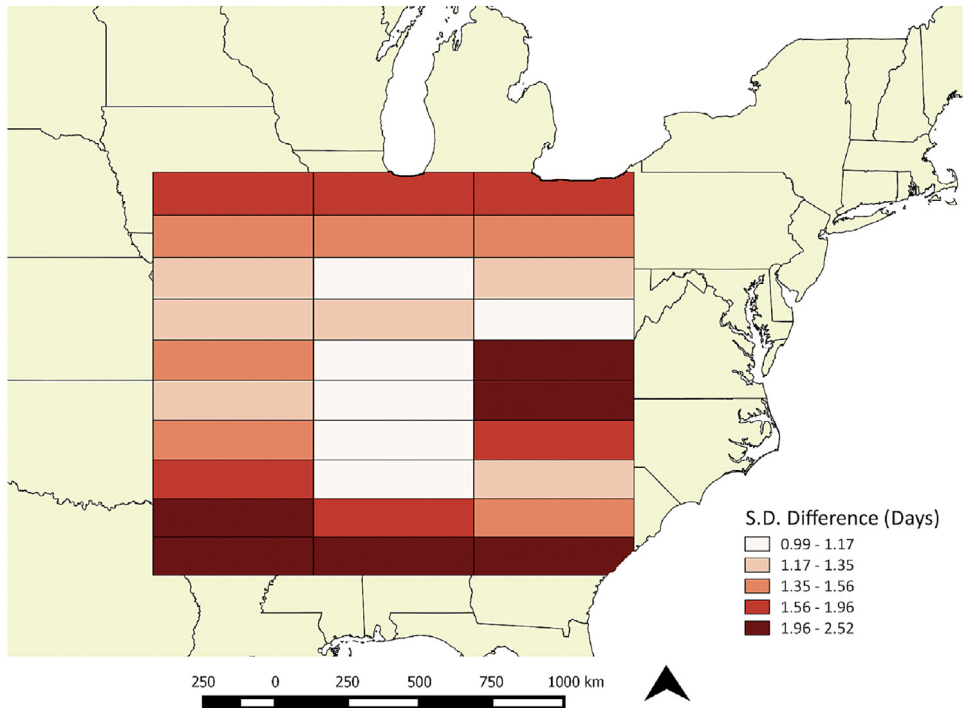 S.D. Difference (Days)
0.99 - 1.17
1.17 - 1.35
1.35 - 1.56
1.56 - 1.96
1.96 - 2.52
250 0 250 500 750 1000 km